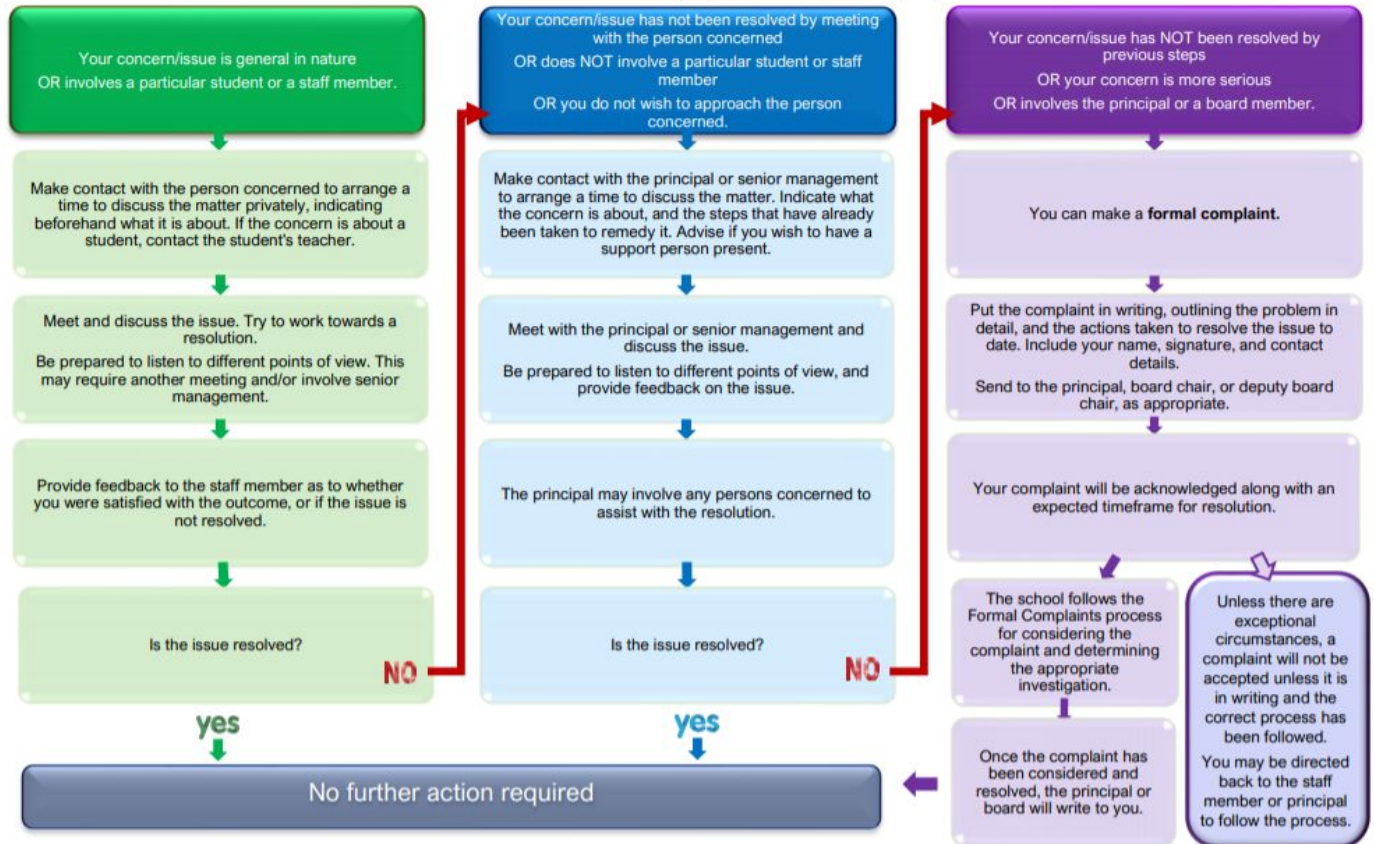 Your concern/issue is general in nature
OR involves a particular student or a staff member.
Make contact with the person concerned to arrange a
time to discuss the matter privately, indicating
beforehand what it is about. If the concern is about a
student, contact the student's teacher.
Meet and discuss the issue. Try to work towards a
resolution.
Be prepared to listen to different points of view. This
may require another meeting and/or involve senior
management.
Provide feedback to the staff member as to whether
you were satisfied with the outcome, or if the issue is
not resolved.
Is the issue resolved?
NO
yes
Your concern/issue has not been resolved by meeting
with the person concerned
OR does NOT involve a particular student or staff
member
OR you do not wish to approach the person
concerned.
Make contact with the principal or senior management
to arrange a time to discuss the matter. Indicate what
the concern is about, and the steps that have already
been taken to remedy it. Advise if you wish to have a
support person present.
Meet with the principal or senior management and
discuss the issue.
Be prepared to listen to different points of view, and
provide feedback on the issue.
The principal may involve any persons concerned to
assist with the resolution.
Is the issue resolved?
NO
yes
Your concern/issue has NOT been resolved by
previous steps
OR your concern is more serious
OR involves the principal or a board member.
You can make a formal complaint.
Put the complaint in writing, outlining the problem in
detail, and the actions taken to resolve the issue to
date. Include your name, signature, and contact
details.
Send to the principal, board chair, or deputy board
chair, as appropriate.
Your complaint will be acknowledged along with an
expected timeframe for resolution.
The school follows the
Formal Complaints process
for considering the
complaint and determining
the appropriate
investigation.
Once the complaint has
been considered and
resolved, the principal or
board will write to you.
Unless there are
exceptional
circumstances, a
complaint will not be
accepted unless it is
in writing and the
correct process has
been followed.
You may be directed
back to the staff
member or principal
to follow the process.
No further action required